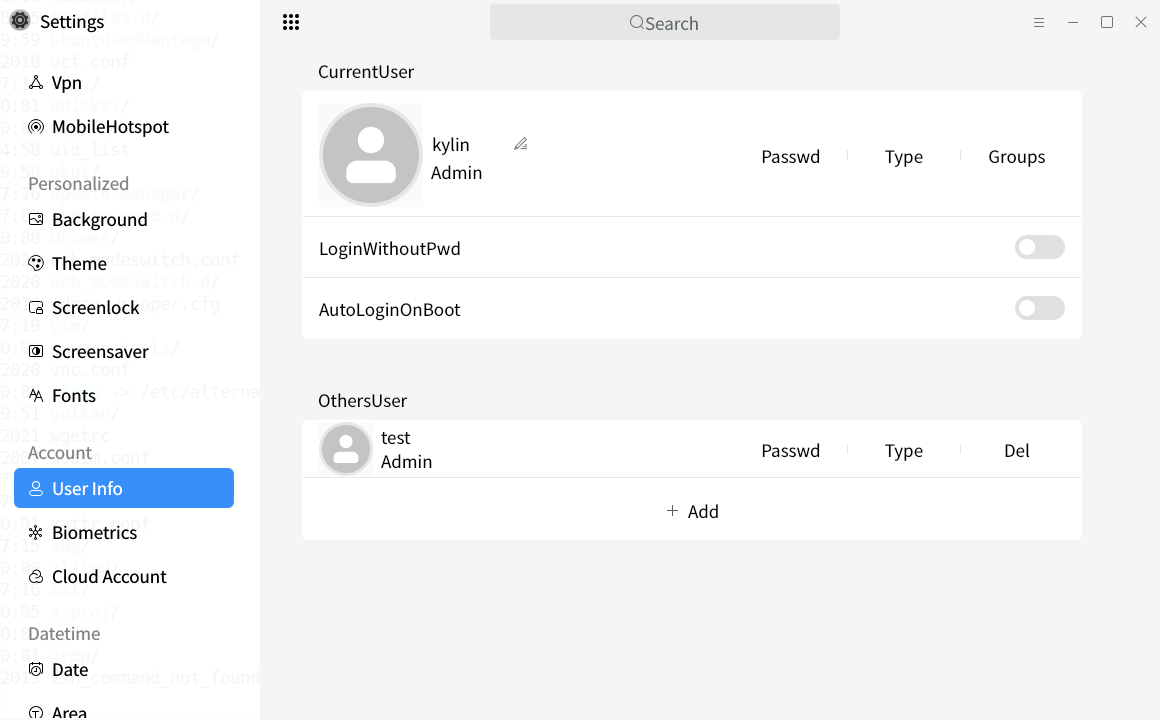 Settings
Search
Vpn
MobileHotspot
Personalized
Background
Theme
Screenlock
Screensaver
Fonts
Account
User Info
Biometrics
Cloud Account
Datetime
Date
Area
CurrentUser
kylin
Admin
Passwd
Type
Groups
LoginWithoutPwd
AutoLoginOnBoot
OthersUser
test
Admin
Passwd
Type
Del
Add